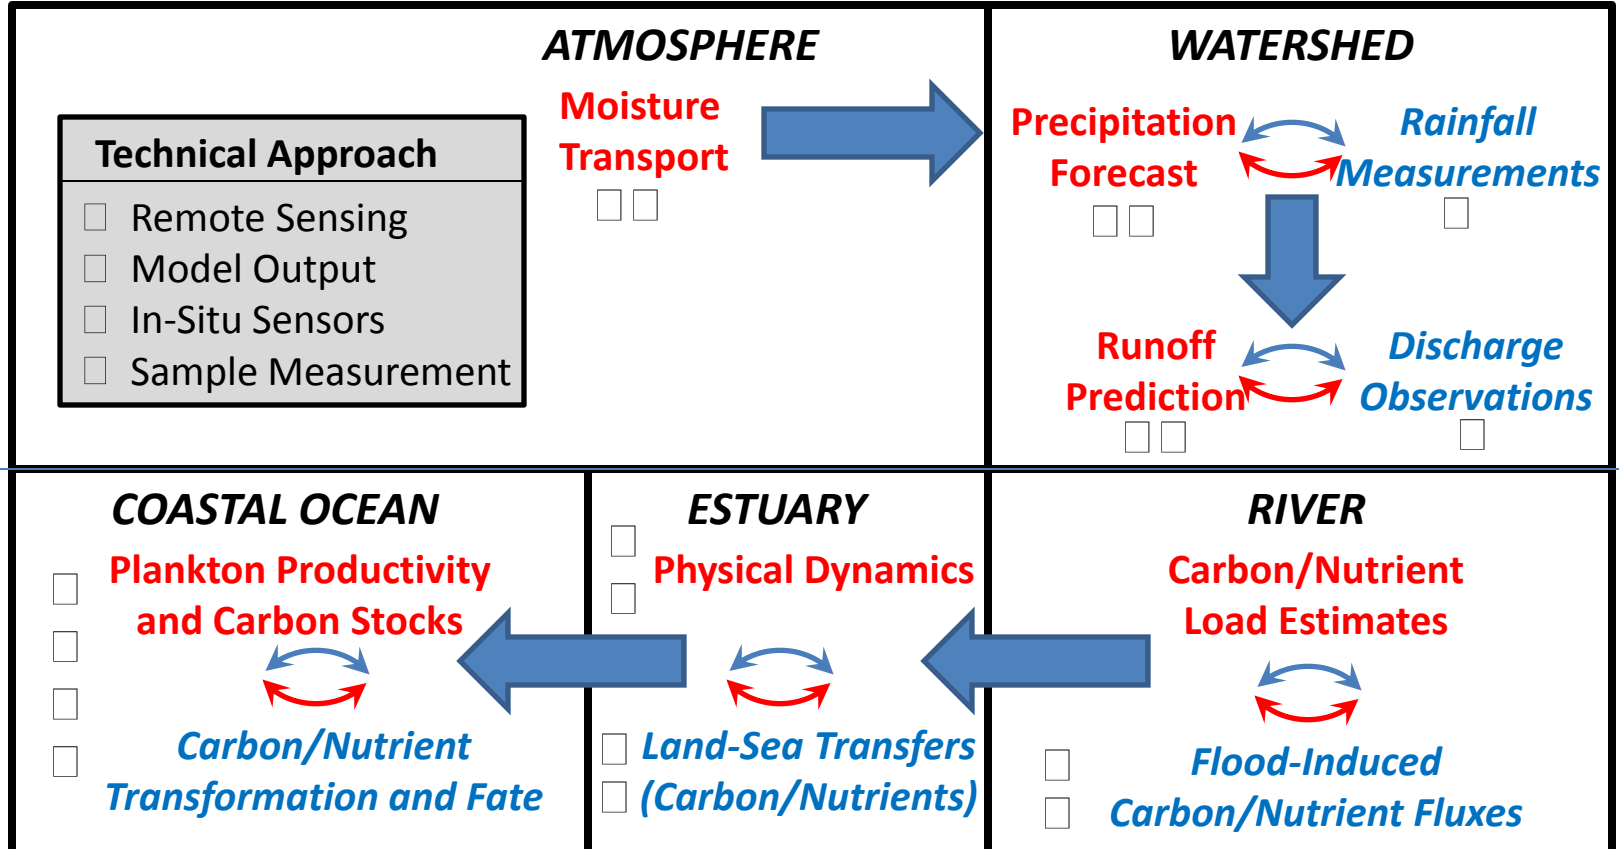 ATMOSPHERE
Moisture
Transport
Technical Approach
Remote Sensing
Model Output
In-Situ Sensors
Sample Measurement
WATERSHED
Precipitation
Forecast
Rainfall
Measurements
Runoff
Prediction
Discharge
Observations
COASTAL OCEAN
Plankton Productivity
and Carbon Stocks
Carbon/Nutrient
Transformation and Fate
ESTUARY
Physical Dynamics
Land-Sea Transfers
(Carbon/Nutrients)
RIVER
Carbon/Nutrient
Load Estimates
Flood-Induced
Carbon/Nutrient Fluxes